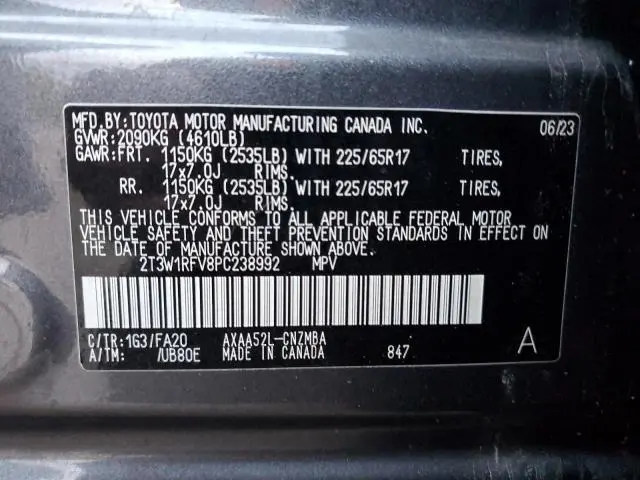 MFD.BY:TOYOTA MOTOR MANUFACTURING CANADA INC. 06/23
GVWR:2090KG (4610LB)
GAWR:FRT. 1150KG (2535LB) WITH 225/65R17 TIRES,
17x7.0J RIMS.
RR. 1150KG (2535LB) WITH 225/65R17 TIRES,
17x7.0J RIMS.
THIS VEHICLE CONFORMS TO ALL APPLICABLE FEDERAL MOTOR
VEHICLE SAFETY AND THEFT PREVENTION STANDARDS IN EFFECT ON
THE DATE OF MANUFACTURE SHOWN ABOVE.
2T3W1RFV8PC238992 MPV
C/TR:1G3/FA20 AXAA52L-CNZMBA
A/TM: /UB80E MADE IN CANADA 847 A